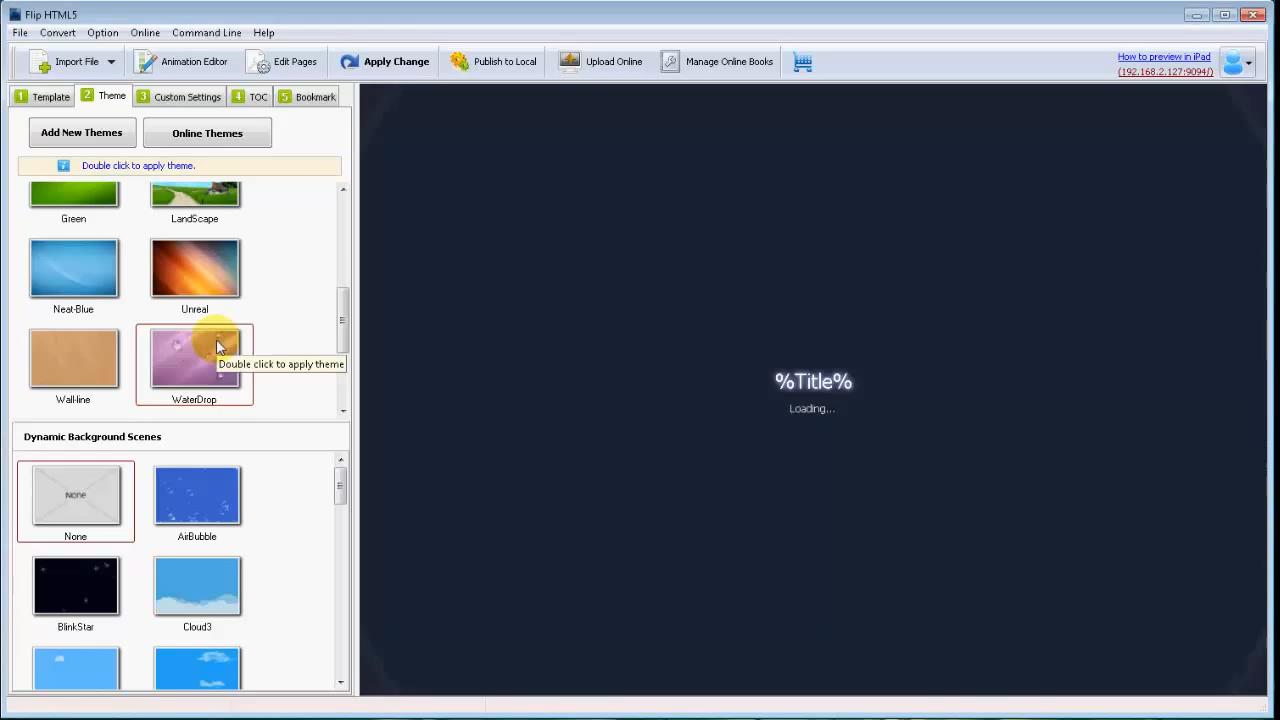 Flip HTML5
File Convert Option Online Command Line Help
Import File Animation Editor Edit Pages Apply Change Publish to Local Upload Online Manage Online Books
How to preview in iPad
(192.168.2.127:9094/)
1 Template 2 Theme 3 Custom Settings 4 TOC 5 Bookmark
Add New Themes Online Themes
Double click to apply theme.
Green LandScape
Neat-Blue Unreal
Double click to apply theme
Wall-line WaterDrop
%Title%
Loading...
Dynamic Background Scenes
None
None AirBubble
BlinkStar Cloud3